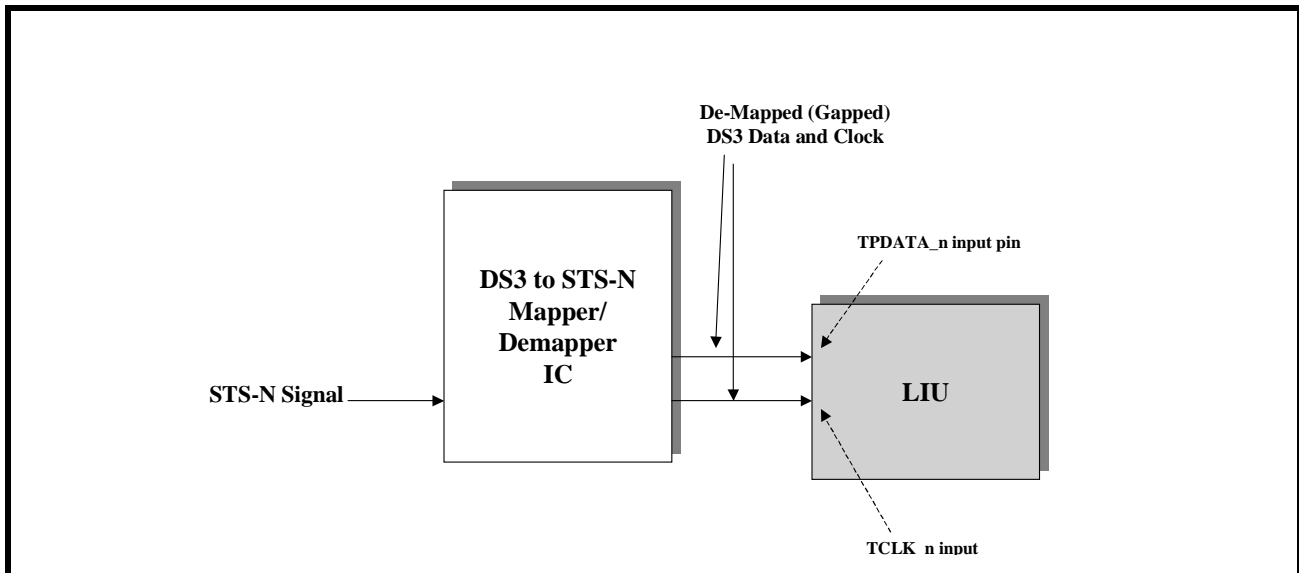 De-Mapped (Gapped)
DS3 Data and Clock
TPDATA_n input pin
DS3 to STS-N
Mapper/
Demapper
IC
STS-N Signal
LIU
TCLK_n input